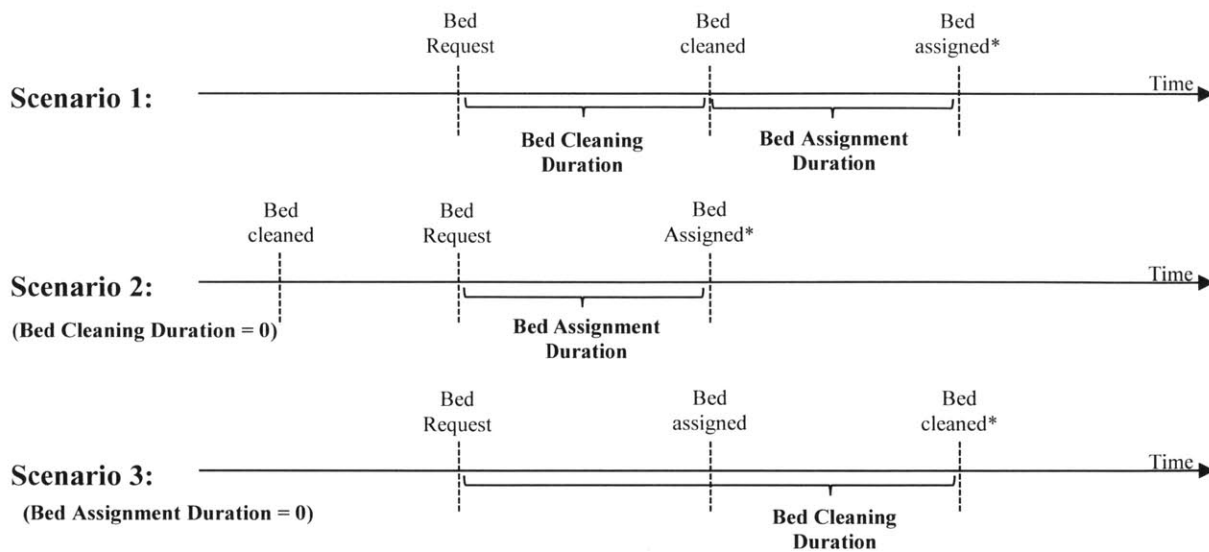 Bed Request
Bed cleaned
Bed assigned*
Time
Scenario 1:
Bed Cleaning Duration
Bed Assignment Duration
Bed cleaned
Bed Request
Bed Assigned*
Time
Scenario 2:
(Bed Cleaning Duration = 0)
Bed Assignment Duration
Bed Request
Bed assigned
Bed cleaned*
Time
Scenario 3:
(Bed Assignment Duration = 0)
Bed Cleaning Duration